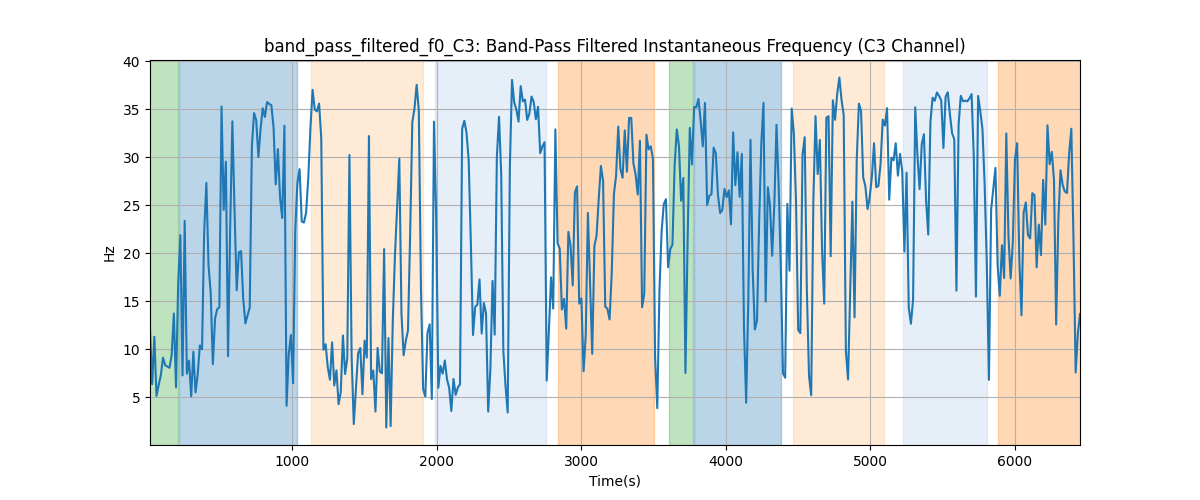 band_pass_filtered_f0_C3: Band-Pass Filtered Instantaneous Frequency (C3 Channel)
40
35
30
25
20
15
10
5
Hz
1000 2000 3000 4000 5000 6000
Time(s)